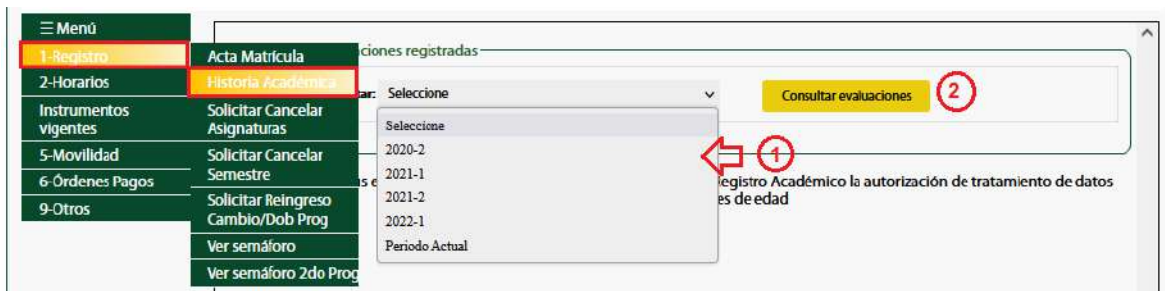 ☰ Menú
1-Registro
2-Horarios
Instrumentos
vigentes
5-Movilidad
6-Órdenes Pagos
9-Otros
Acta Matrícula
Historia Académica
Solicitar Cancelar
Asignaturas
Solicitar Cancelar
Semestre
Solicitar Reingreso
Cambio/Dob Prog
Ver semáforo
Ver semáforo 2do Prog
ciones registradas
ar: Seleccione
Consultar evaluaciones
2
Seleccione
2020-2
2021-1
2021-2
2022-1
Periodo Actual
1
egistro Académico la autorización de tratamiento de datos
es de edad